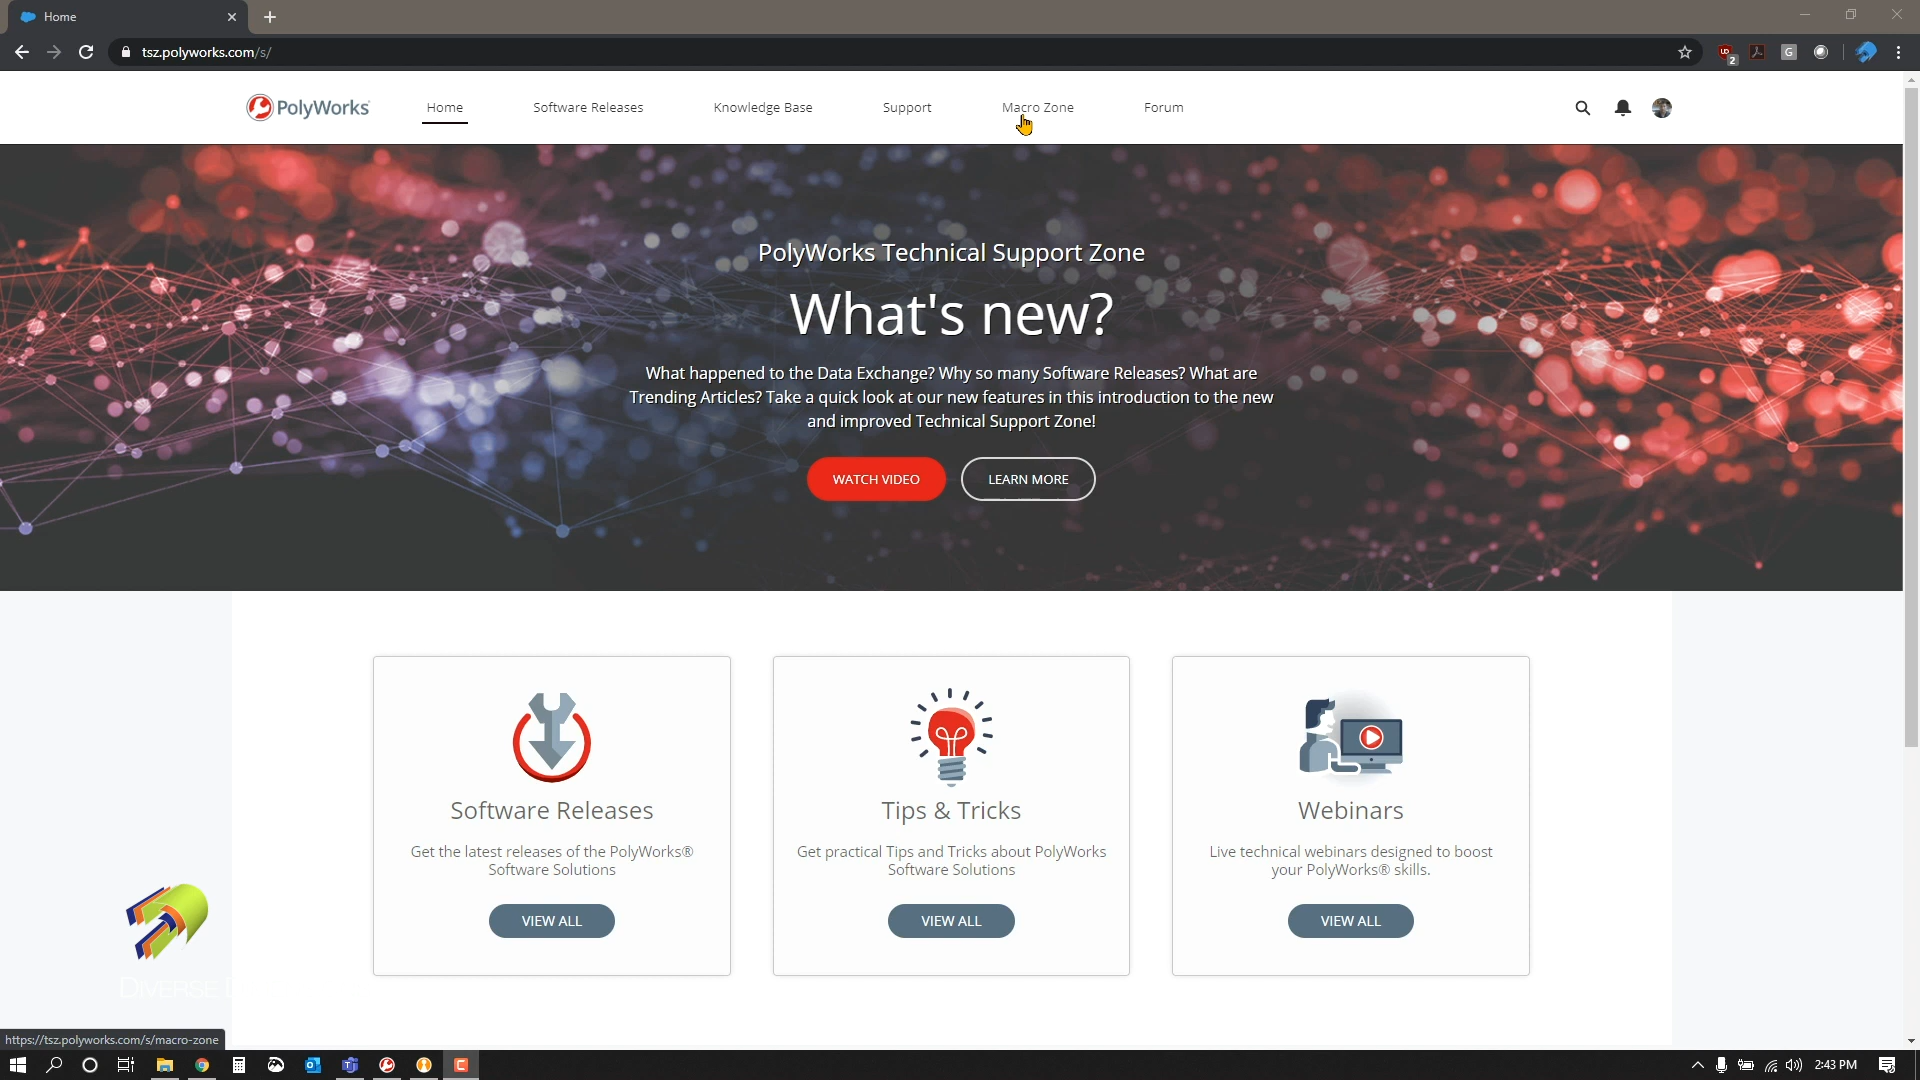 Home
tsz.polyworks.com/s/
2
G
PolyWorks
Home
Software Releases
Knowledge Base
Support
Macro Zone
Forum
PolyWorks Technical Support Zone
What's new?
What happened to the Data Exchange? Why so many Software Releases? What are
Trending Articles? Take a quick look at our new features in this introduction to the new
and improved Technical Support Zone!
WATCH VIDEO
LEARN MORE
Software Releases
Get the latest releases of the PolyWorks®
Software Solutions
VIEW ALL
Tips & Tricks
Get practical Tips and Tricks about PolyWorks
Software Solutions
VIEW ALL
Webinars
Live technical webinars designed to boost
your PolyWorks® skills.
VIEW ALL
DIVERSE
https://tsz.polyworks.com/s/macro-zone
2:43 PM